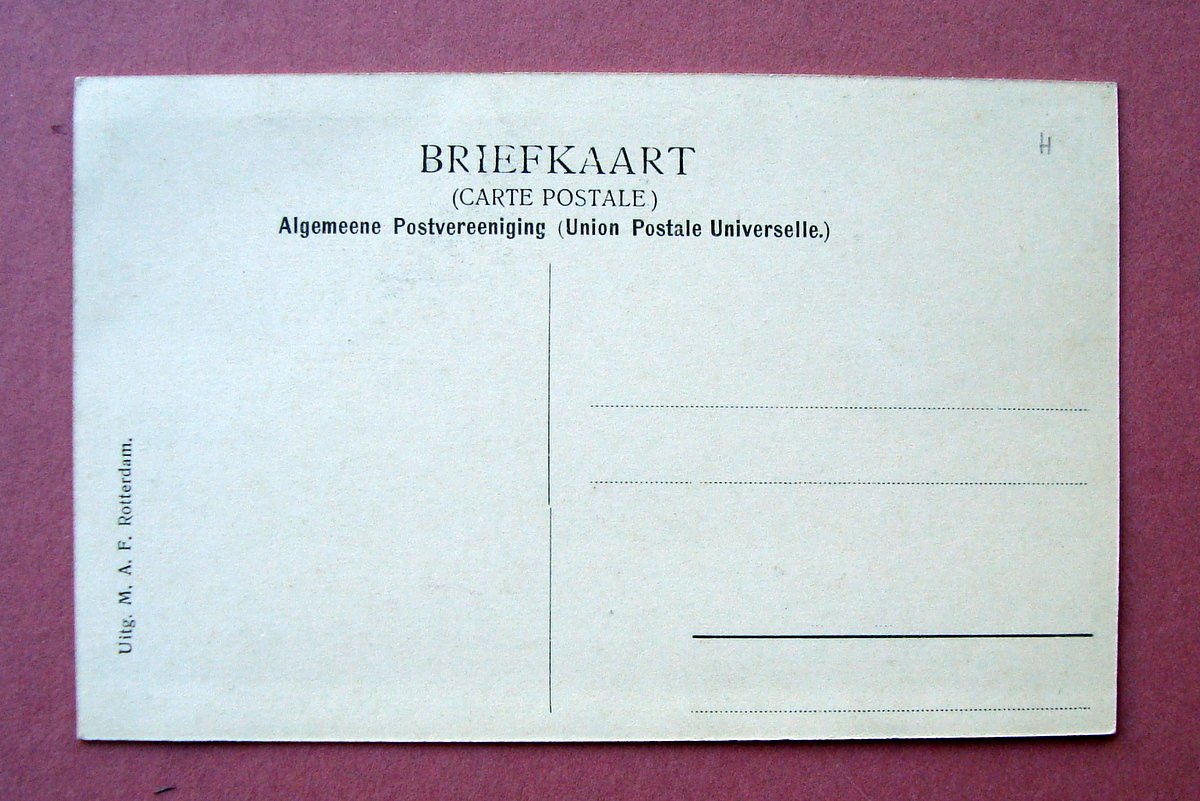 H
BRIEFKAART
(CARTE POSTALE)
Algemeene Postvereeniging (Union Postale Universelle.)
Uitg. M. A. F. Rotterdam.